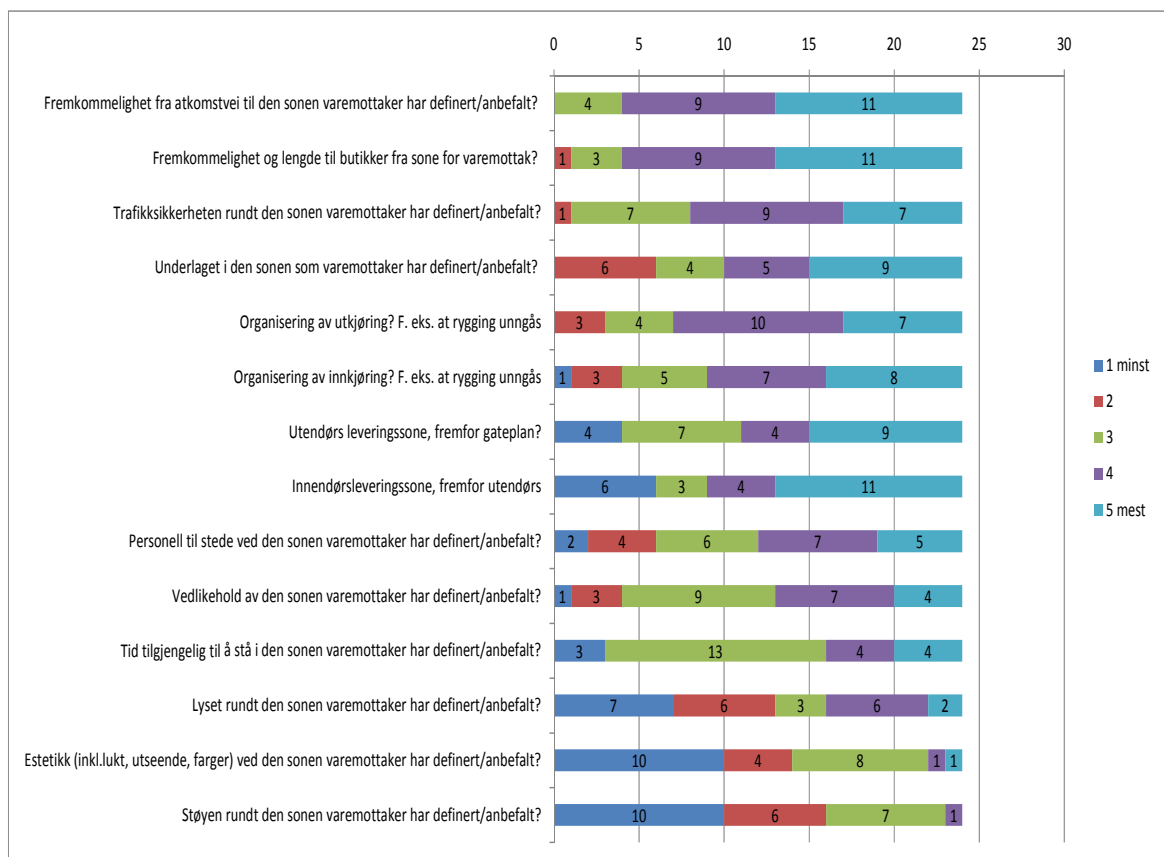 0 5 10 15 20 25 30
Fremkommelighet fra atkomstvei til den sonen varemottaker har definert/anbefalt? 4 9 11
Fremkommelighet og lengde til butikker fra sone for varemottak? 1 3 9 11
Trafikksikkerheten rundt den sonen varemottaker har definert/anbefalt? 1 7 9 7
Underlaget i den sonen som varemottaker har definert/anbefalt? 6 4 5 9
Organisering av utkjøring? F. eks. at rygging unngås 3 4 10 7
Organisering av innkjøring? F. eks. at rygging unngås 1 3 5 7 8
Utendørs leveringssone, fremfor gateplan? 4 7 4 9
Innendørsleveringssone, fremfor utendørs 6 3 4 11
Personell til stede ved den sonen varemottaker har definert/anbefalt? 2 4 6 7 5
Vedlikehold av den sonen varemottaker har definert/anbefalt? 1 3 9 7 4
Tid tilgjengelig til å stå i den sonen varemottaker har definert/anbefalt? 3 13 4 4
Lyset rundt den sonen varemottaker har definert/anbefalt? 7 6 3 6 2
Estetikk (inkl.lukt, utseende, farger) ved den sonen varemottaker har definert/anbefalt? 10 4 8 1 1
Støyen rundt den sonen varemottaker har definert/anbefalt? 10 6 7 1
1 minst
2
3
4
5 mest